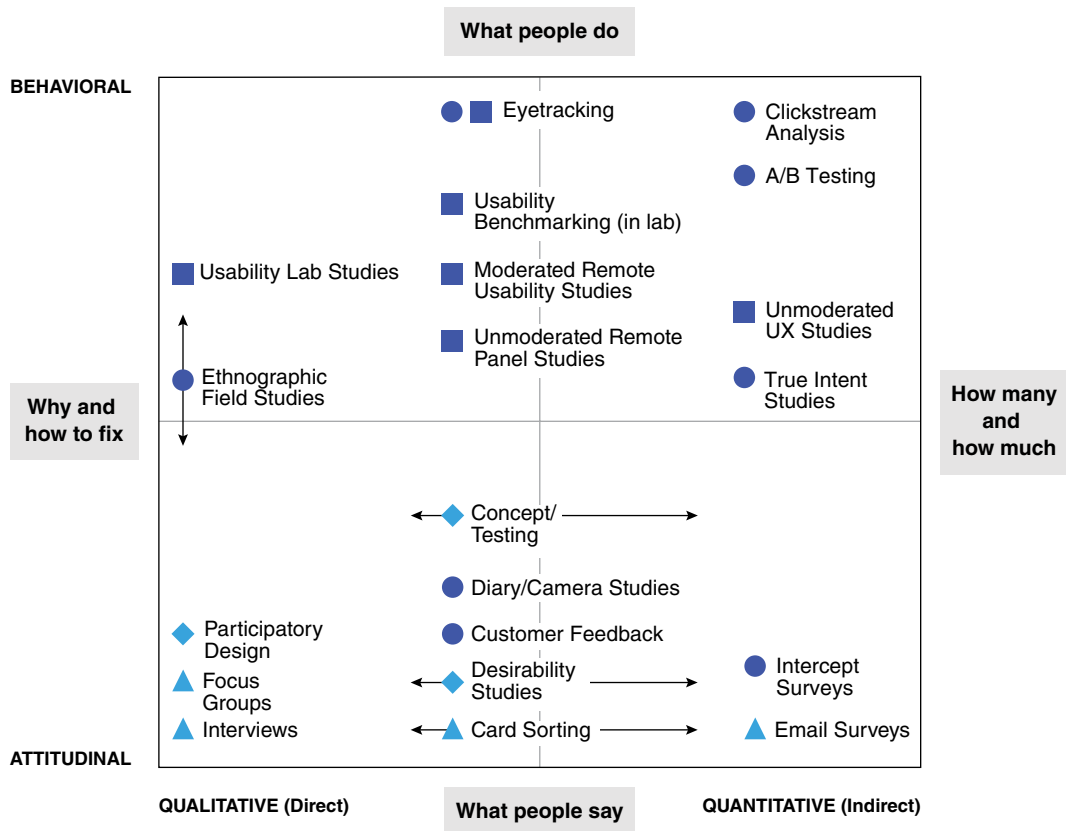 What people do
BEHAVIORAL
Eyetracking
Clickstream
Analysis
A/B Testing
Usability
Benchmarking (in lab)
Usability Lab Studies
Moderated Remote
Usability Studies
Unmoderated
UX Studies
Unmoderated Remote
Panel Studies
Ethnographic
Field Studies
True Intent
Studies
Why and
how to fix
How many
and
how much
Concept/
Testing
Diary/Camera Studies
Participatory
Design
Customer Feedback
Focus
Groups
Desirability
Studies
Intercept
Surveys
Interviews
Card Sorting
Email Surveys
ATTITUDINAL
QUALITATIVE (Direct)
What people say
QUANTITATIVE (Indirect)